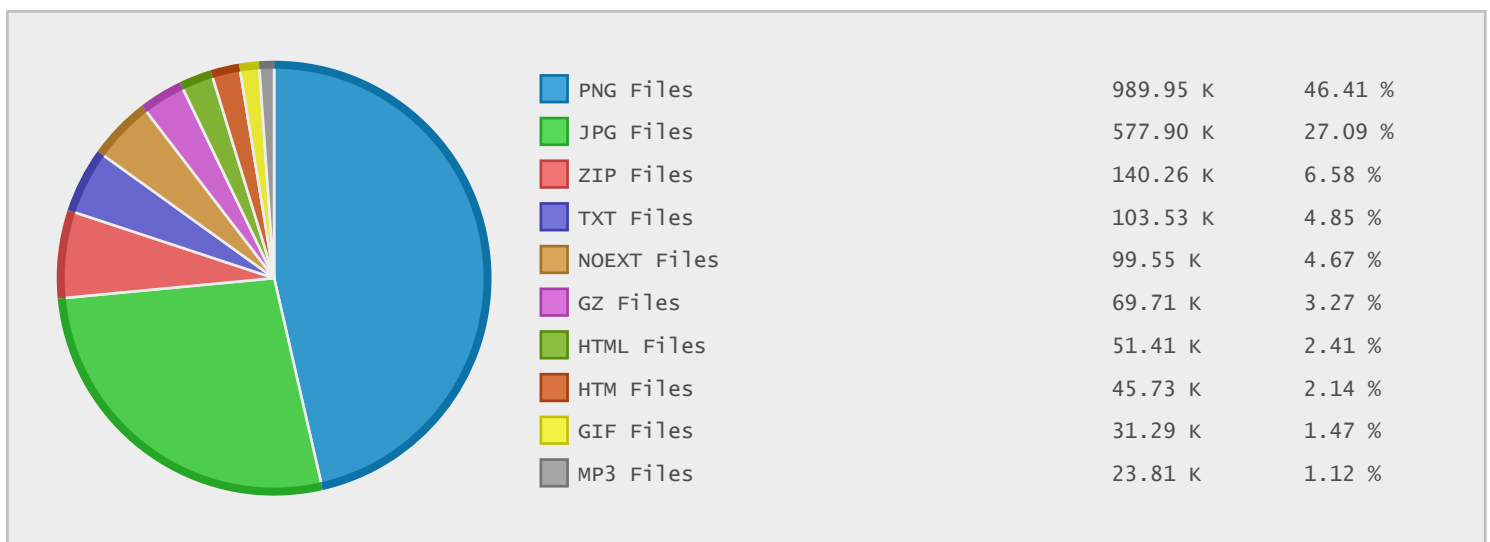 PNG Files 989.95 K 46.41 %
JPG Files 577.90 K 27.09 %
ZIP Files 140.26 K 6.58 %
TXT Files 103.53 K 4.85 %
NOEXT Files 99.55 K 4.67 %
GZ Files 69.71 K 3.27 %
HTML Files 51.41 K 2.41 %
HTM Files 45.73 K 2.14 %
GIF Files 31.29 K 1.47 %
MP3 Files 23.81 K 1.12 %